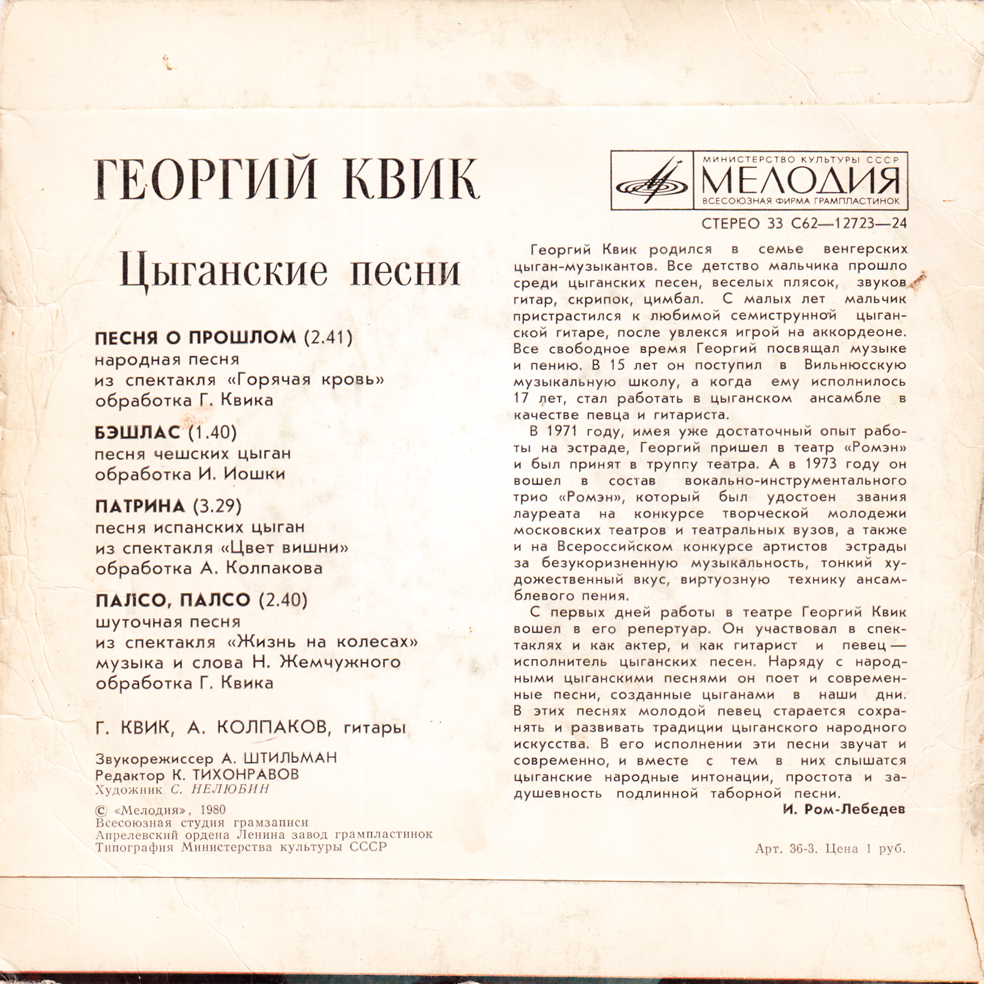 ГЕОРГИЙ КВИК
Цыганские песни
ПЕСНЯ О ПРОШЛОМ (2.41)
народная песня
из спектакля «Горячая кровь»
обработка Г. Квика
БЭШЛАС (1.40)
песня чешских цыган
обработка И. Иошки
ПАТРИНА (3.29)
песня испанских цыган
из спектакля «Цвет вишни»
обработка А. Колпакова
ПАЛСО, ПАЛСО (2.40)
шуточная песня
из спектакля «Жизнь на колесах»
музыка и слова Н. Жемчужного
обработка Г. Квика
Г. КВИК, А. КОЛПАКОВ, гитары
Звукорежиссер А. ШТИЛЬМАН
Редактор К. ТИХОНРАВОВ
Художник С. НЕЛЮБИН
© «Мелодия», 1980
Всесоюзная студия грамзаписи
Апрелевский ордена Ленина завод грампластинок
Типография Министерства культуры СССР
МИНИСТЕРСТВО КУЛЬТУРЫ СССР
МЕЛОДИЯ
ВСЕСОЮЗНАЯ ФИРМА ГРАМПЛАСТИНОК
СТЕРЕО 33 С62—12723—24
Георгий Квик родился в семье венгерских
цыган-музыкантов. Все детство мальчика прошло
среди цыганских песен, веселых плясок, звуков
гитар, скрипок, цимбал. С малых лет мальчик
пристрастился к любимой семиструнной цыган-
ской гитаре, после увлекся игрой на аккордеоне.
Все свободное время Георгий посвящал музыке
и пению. В 15 лет он поступил в Вильнюсскую
музыкальную школу, а когда ему исполнилось
17 лет, стал работать в цыганском ансамбле в
качестве певца и гитариста.
В 1971 году, имея уже достаточный опыт рабо-
ты на эстраде, Георгий пришел в театр «Ромэн»
и был принят в труппу театра. А в 1973 году он
вошел в состав вокально-инструментального
трио «Ромэн», который был удостоен звания
лауреата на конкурсе творческой молодежи
московских театров и театральных вузов, а также
и на Всероссийском конкурсе артистов эстрады
за безукоризненную музыкальность, тонкий ху-
дожественный вкус, виртуозную технику ансам-
блевого пения.
С первых дней работы в театре Георгий Квик
вошел в его репертуар. Он участвовал в спек-
таклях и как актер, и как гитарист и певец —
исполнитель цыганских песен. Наряду с народ-
ными цыганскими песнями он поет и современ-
ные песни, созданные цыганами в наши дни.
В этих песнях молодой певец старается сохра-
нять и развивать традиции цыганского народного
искусства. В его исполнении эти песни звучат и
современно, и вместе с тем в них слышатся
цыганские народные интонации, простота и за-
душевность подлинной таборной песни.
И. Ром-Лебедев
Арт. 36-3. Цена 1 руб.